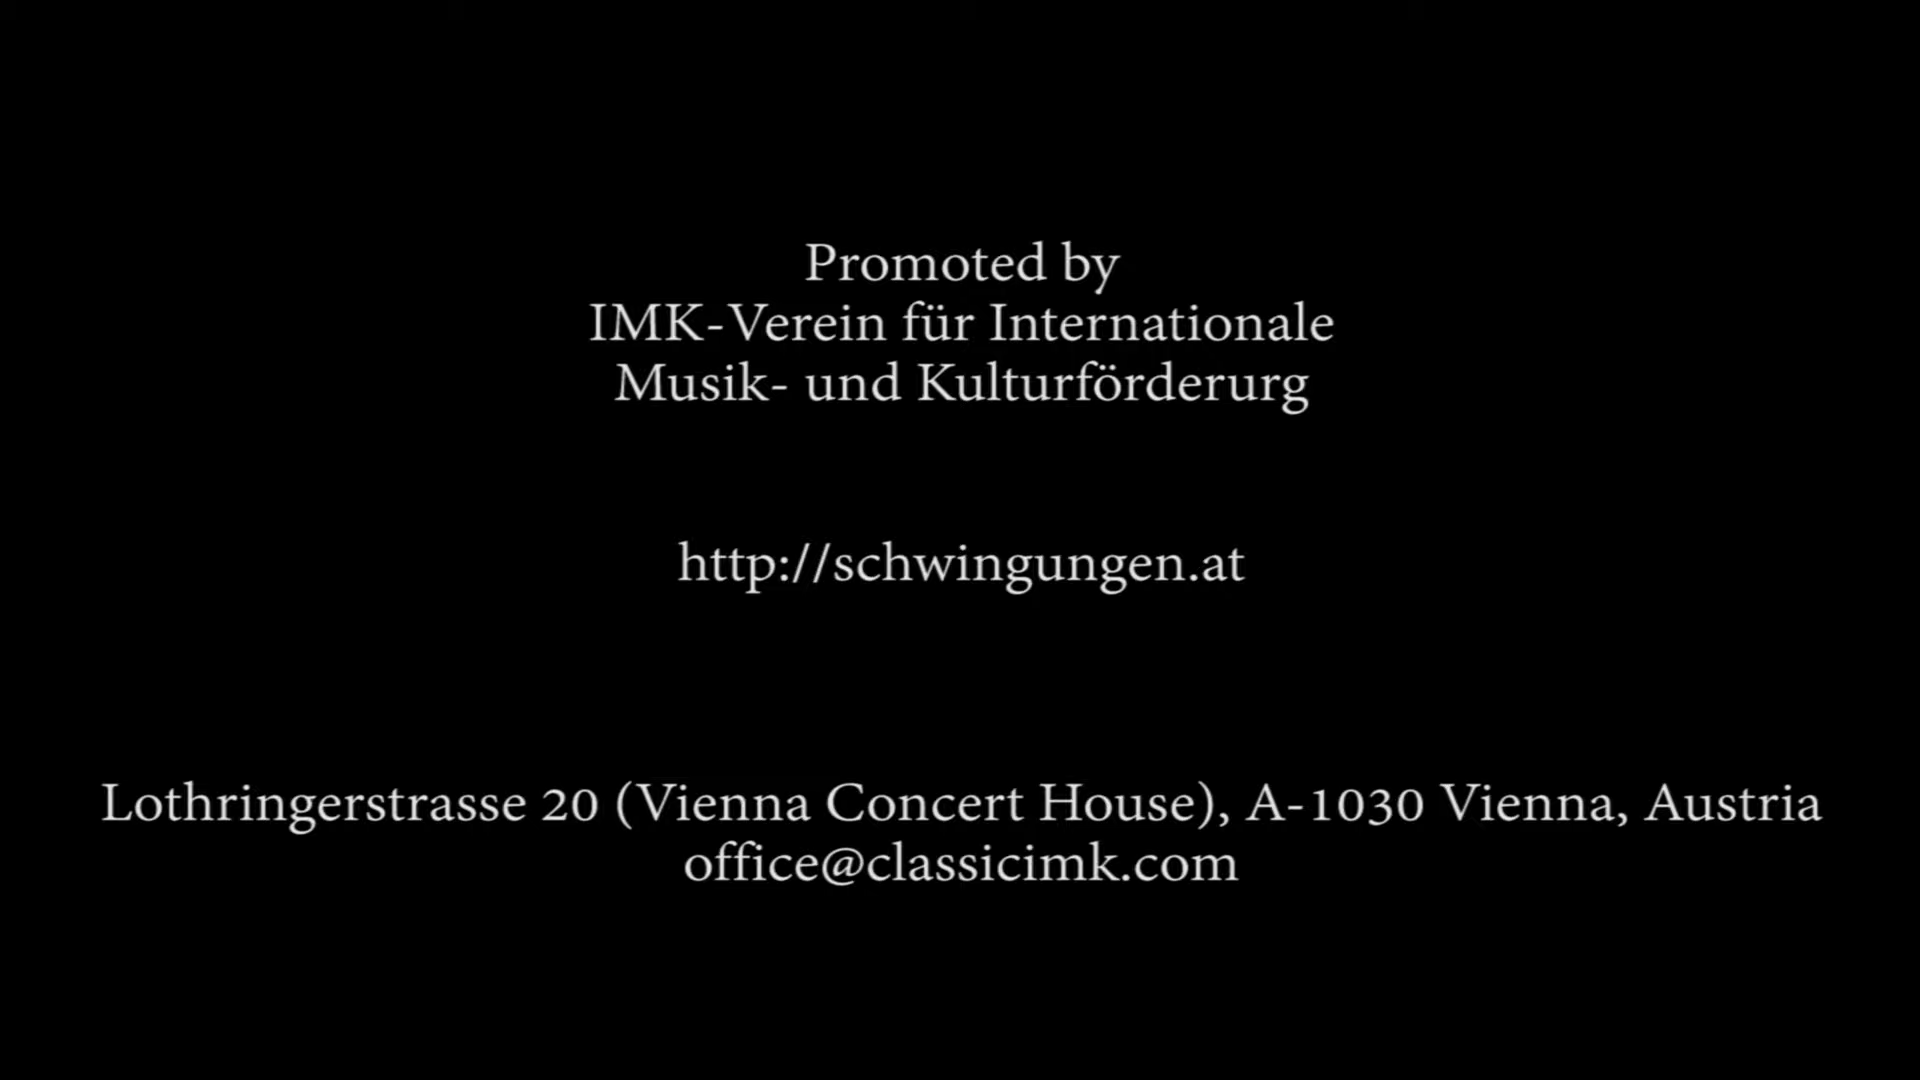 Promoted by
IMK-Verein für Internationale
Musik- und Kulturförderurg
http://schwingungen.at
Lothringerstrasse 20 (Vienna Concert House), A-1030 Vienna, Austria
office@classicimk.com